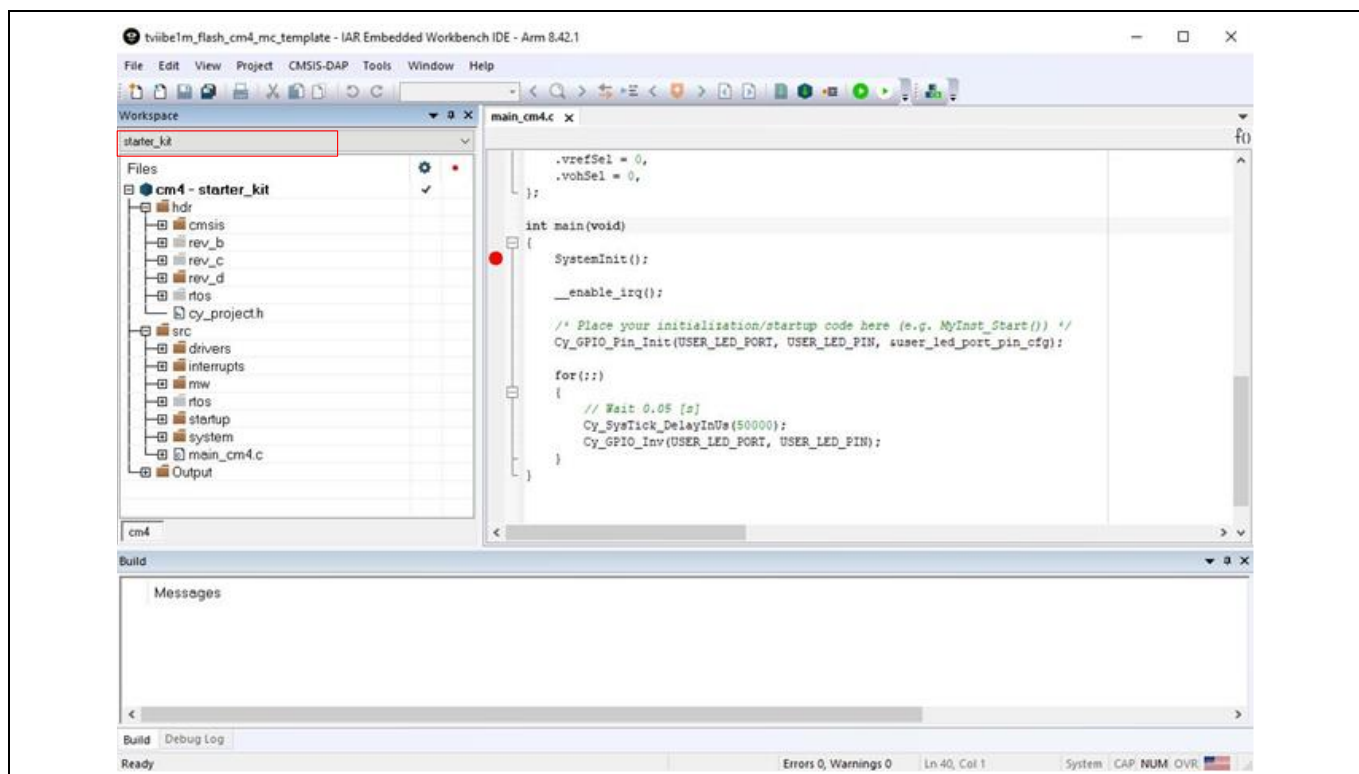 tviibe1m_flash_cm4_mc_template - IAR Embedded Workbench IDE - Arm 8.42.1
File Edit View Project CMSIS-DAP Tools Window Help
Workspace
main_cm4.c x
starter_kit
f()
Files
cm4 - starter_kit
hdr
cmsis
rev_b
rev_c
rev_d
rtos
cy_project.h
src
drivers
interrupts
mw
rtos
startup
system
main_cm4.c
Output
cm4
.vrefSel = 0,
.vohSel = 0,
};
int main(void)
{
SystemInit();
__enable_irq();
/* Place your initialization/startup code here (e.g. MyInst_Start()) */
Cy_GPIO_Pin_Init(USER_LED_PORT, USER_LED_PIN, &user_led_port_pin_cfg);
for(;;)
{
// Wait 0.05 [s]
Cy_SysTick_DelayInUs(50000);
Cy_GPIO_Inv(USER_LED_PORT, USER_LED_PIN);
}
}
Build
Messages
Build Debug Log
Ready Errors 0, Warnings 0 Ln 40, Col 1 System CAP NUM OVR